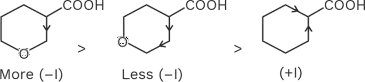 COOH COOH COOH
O > O >
More (–I) Less (–I) (+I)